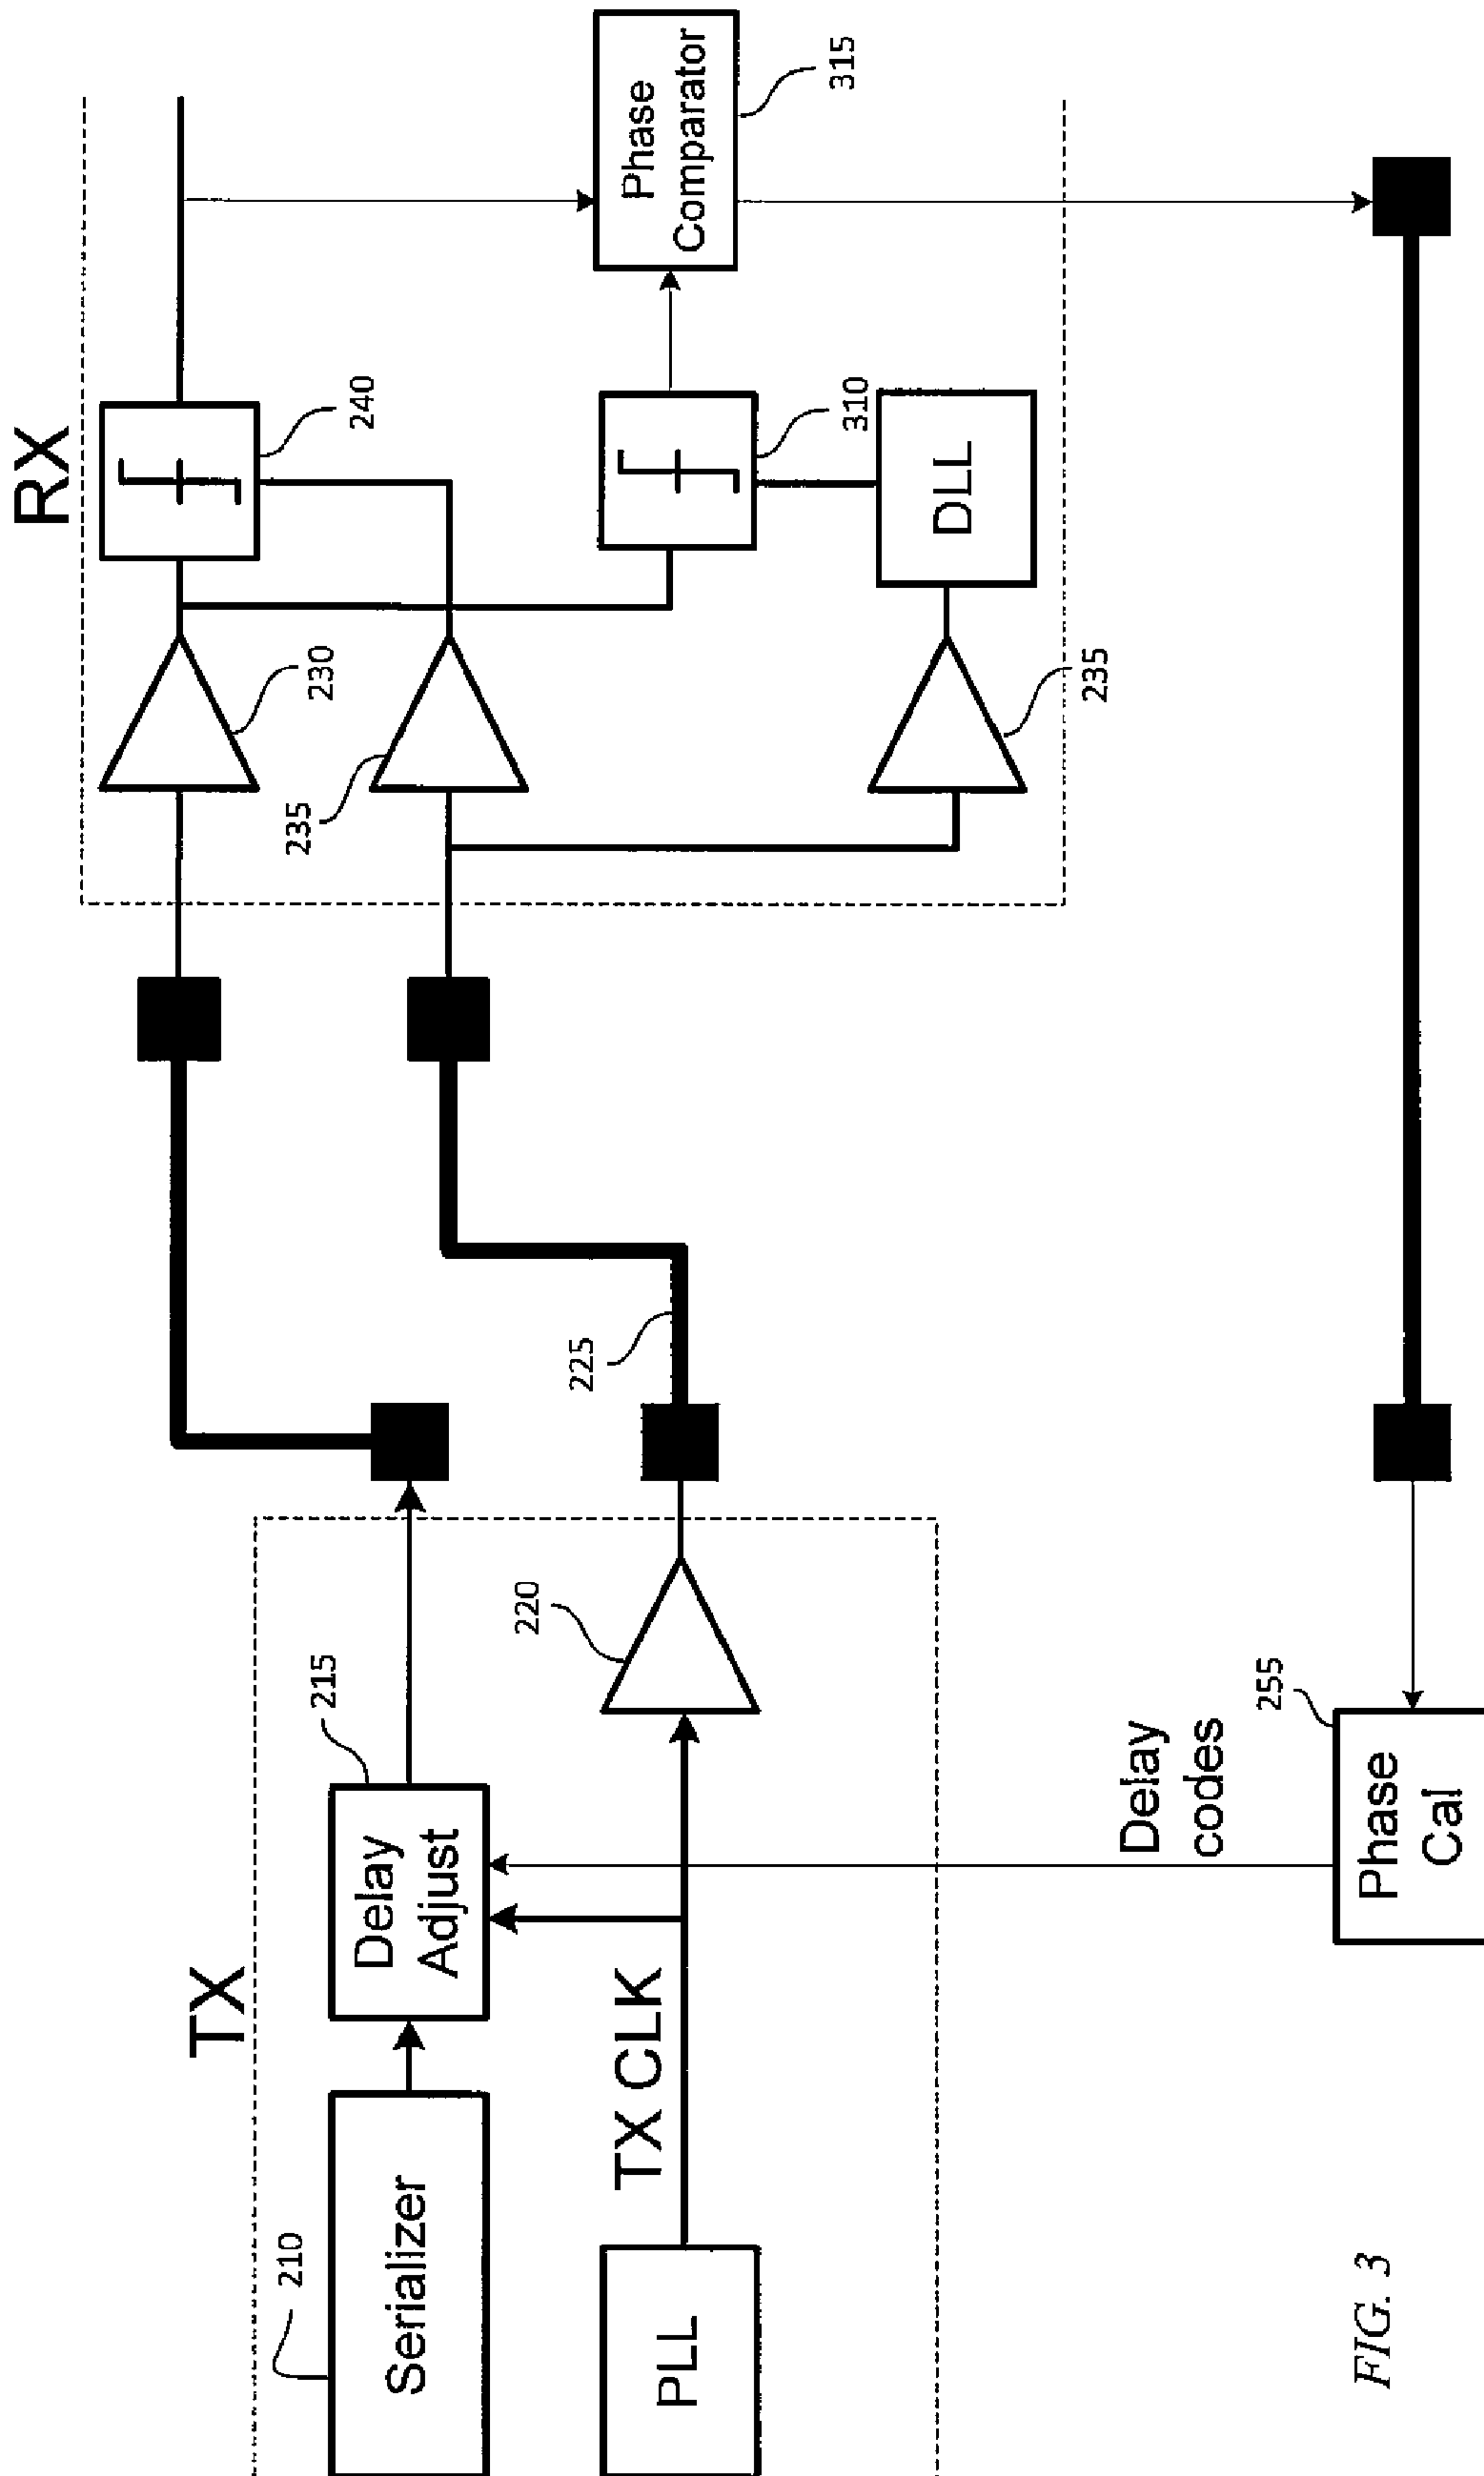 RX
240
Phase
Comparator
315
230
310
235
DLL
235
225
TX
215
220
Delay
Adjust
210
Serializer
TX CLK
PLL
Delay
codes
255
Phase
Cal
FIG. 3